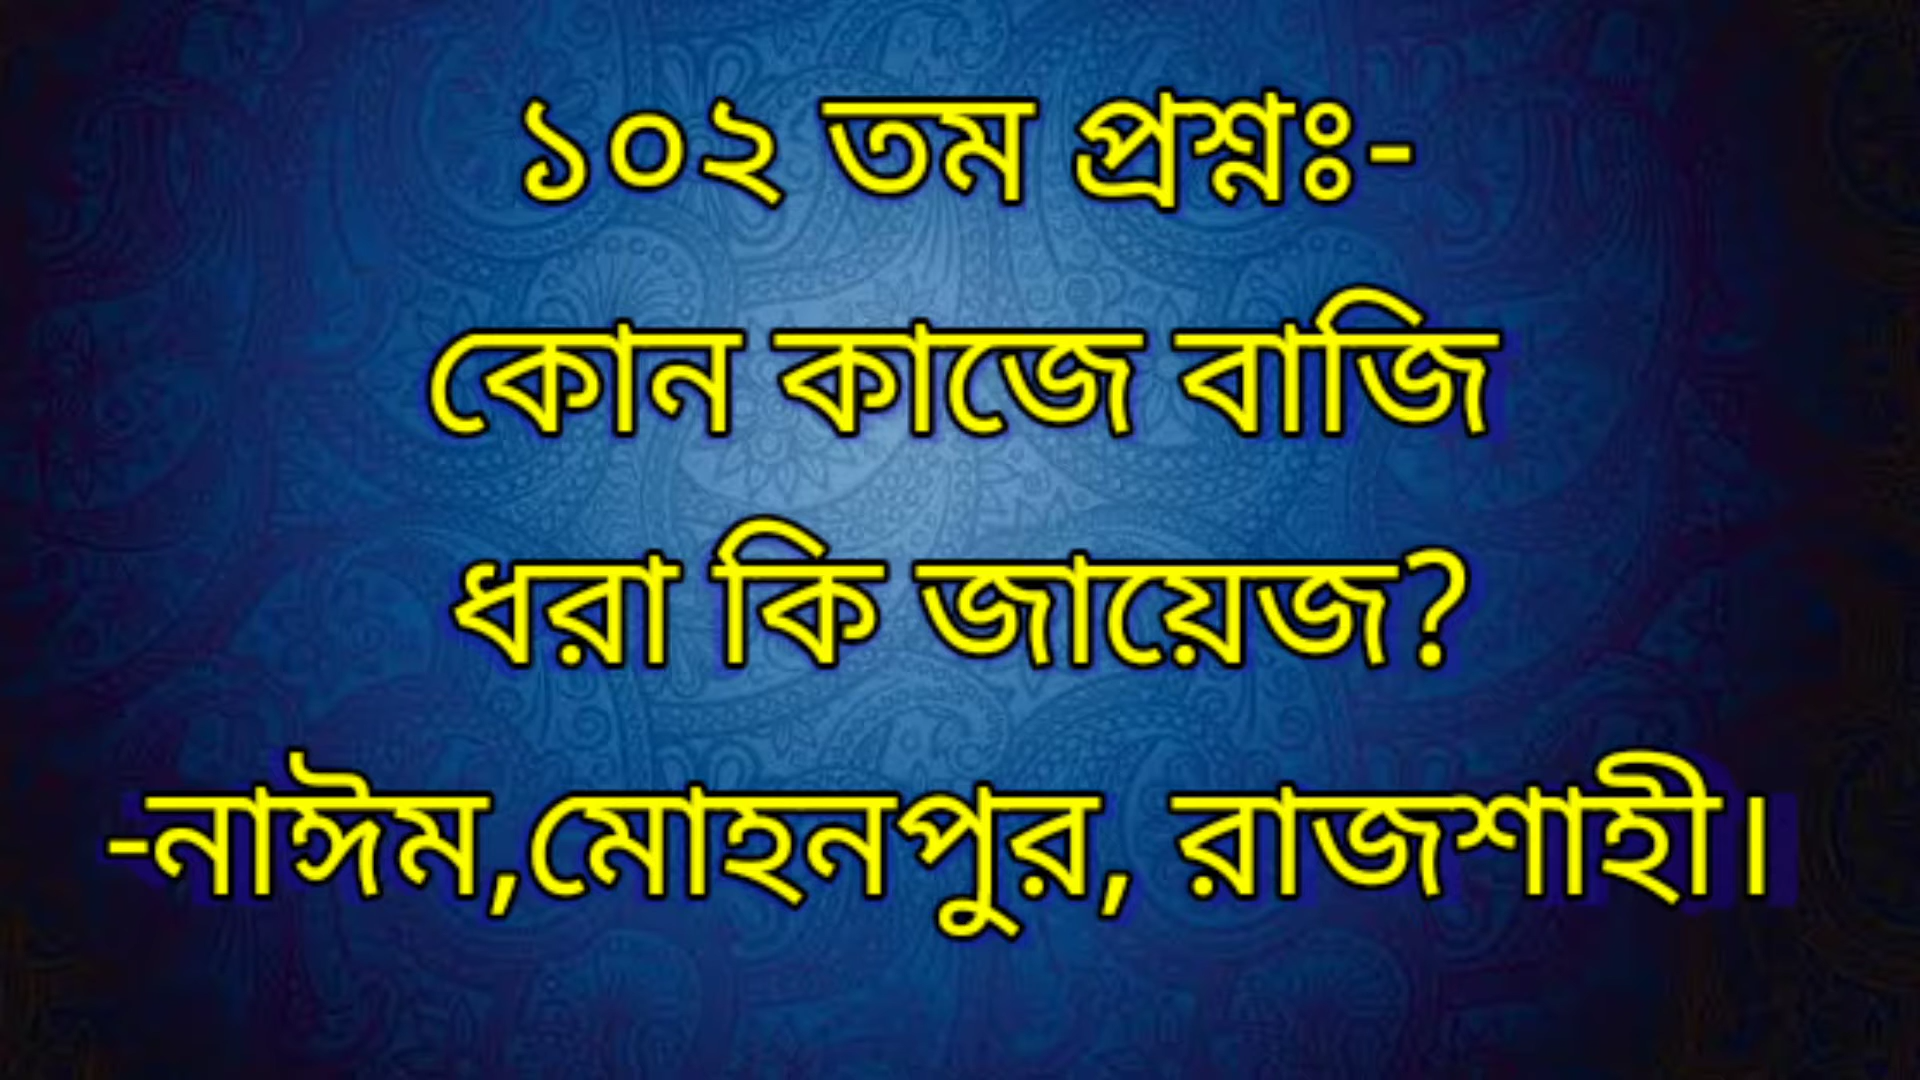 ১০২ তম প্রশ্নঃ-
কোন কাজে বাজি
ধরা কি জায়েজ?
-নাঈম,মোহনপুর, রাজশাহী।